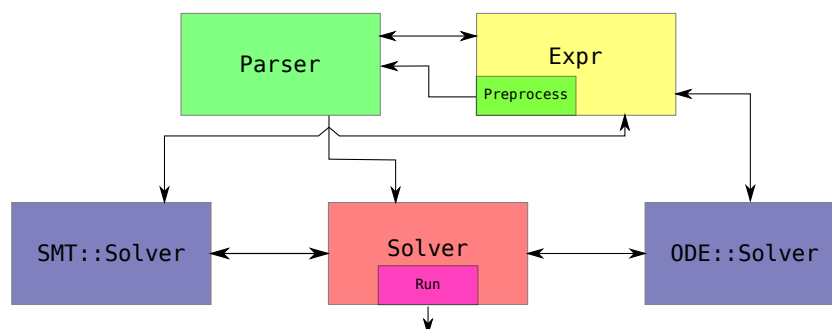 Parser
Expr
Preprocess
SMT::Solver
Solver
ODE::Solver
Run